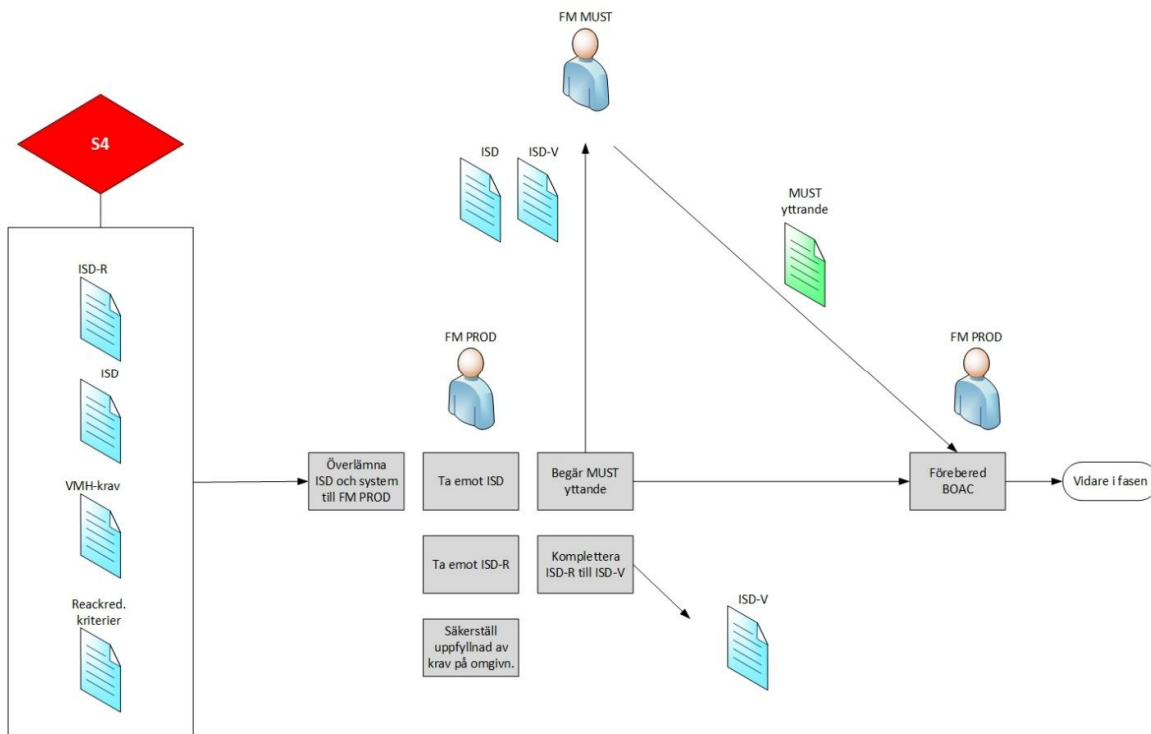 FM MUST
S4
ISD
ISD-V
MUST
yttrande
ISD-R
ISD
VMH-krav
Reackred.
kriterier
FM PROD
FM PROD
Överlämna
ISD och system
till FM PROD
Ta emot ISD
Begär MUST
yttande
Förebered
BOAC
Vidare i fasen
Ta emot ISD-R
Komplettera
ISD-R till ISD-V
Säkerställ
uppfyllnad av
krav på omgivn.
ISD-V